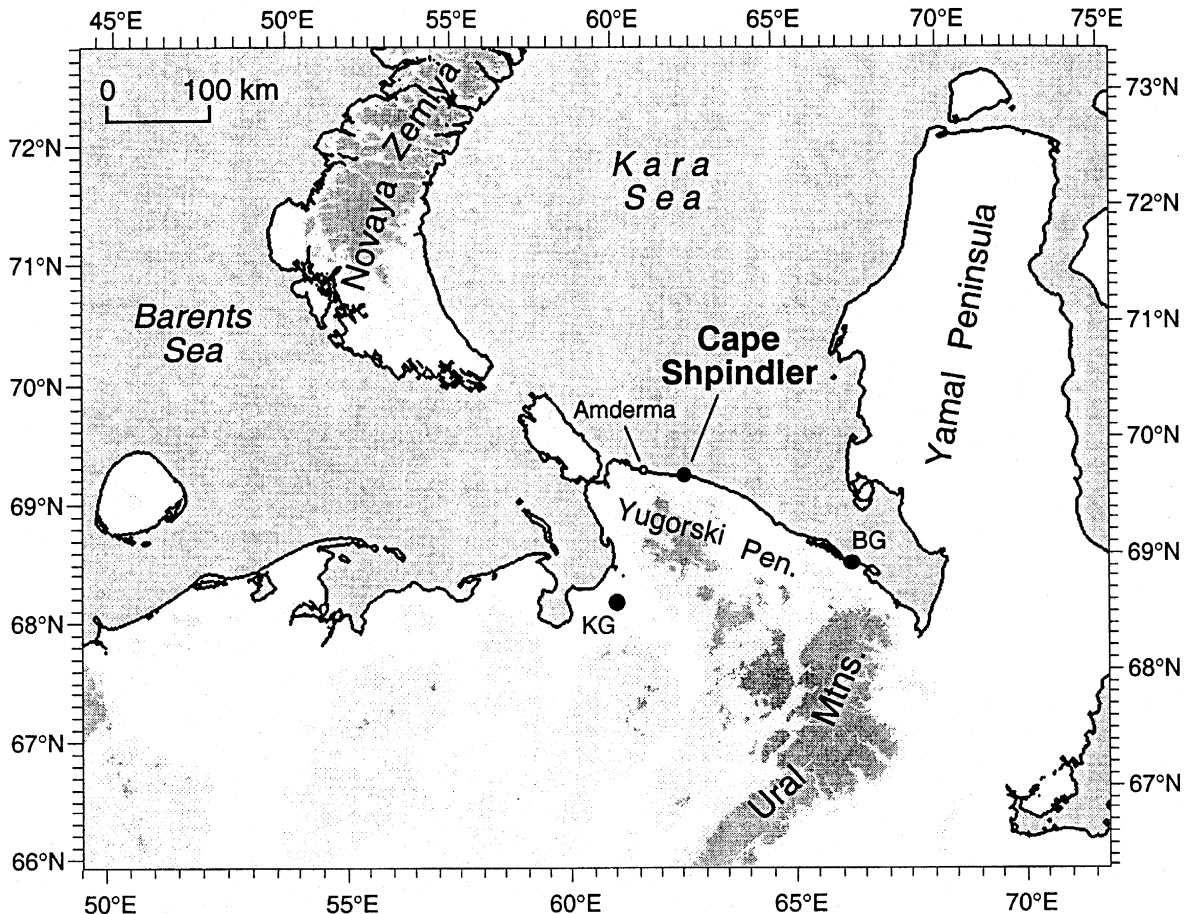 45°E 50°E 55°E 60°E 65°E 70°E 75°E
0 100 km
73°N
72°N
Novaya Zemlya
Kara
Sea
72°N
71°N
Yamal Peninsula
Barents
Sea
71°N
Cape
Shpindler
70°N
Amderma
70°N
69°N
Yugorski Pen.
BG
69°N
KG
68°N
68°N
Ural Mtns.
67°N
67°N
66°N
50°E 55°E 60°E 65°E 70°E